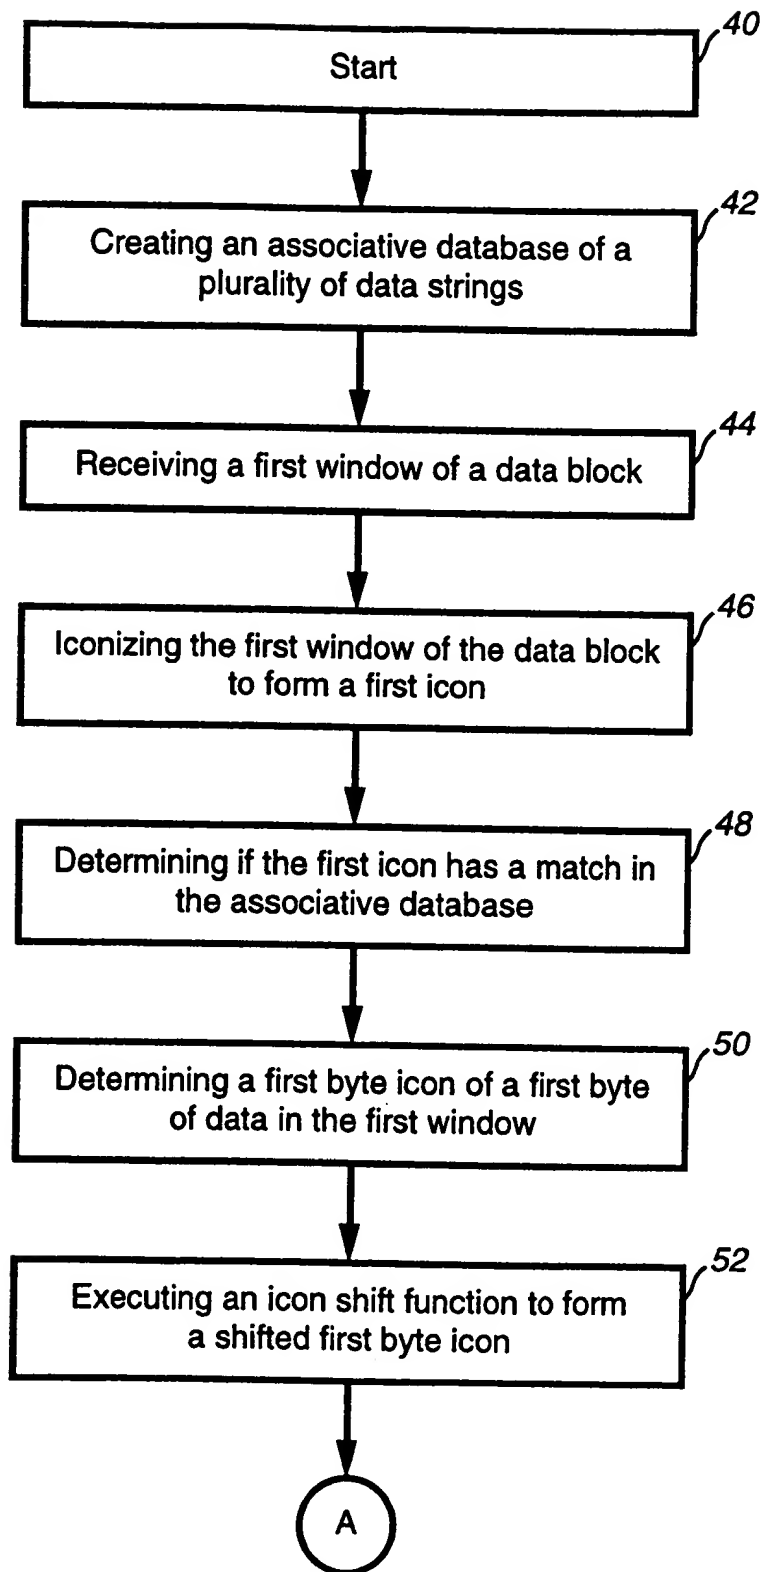 40
Start
42
Creating an associative database of a
plurality of data strings
44
Receiving a first window of a data block
46
Iconizing the first window of the data block
to form a first icon
48
Determining if the first icon has a match in
the associative database
50
Determining a first byte icon of a first byte
of data in the first window
52
Executing an icon shift function to form
a shifted first byte icon
A